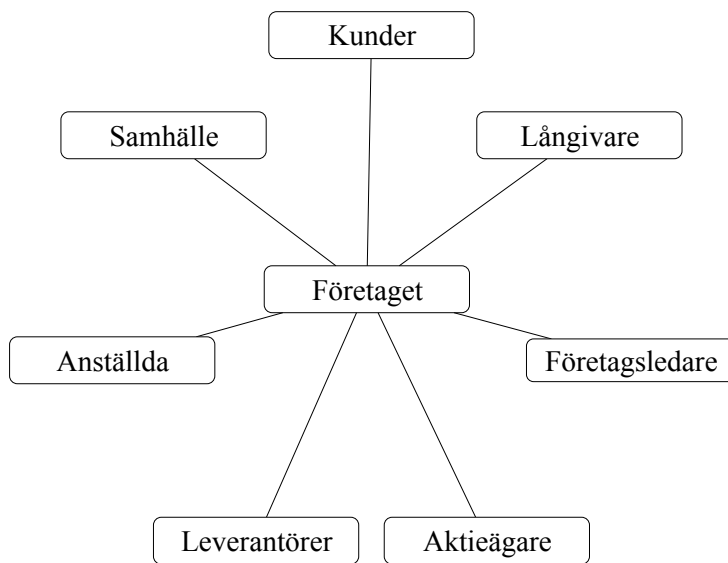 Kunder
Samhälle
Långivare
Företaget
Anställda
Företagsledare
Leverantörer
Aktieägare